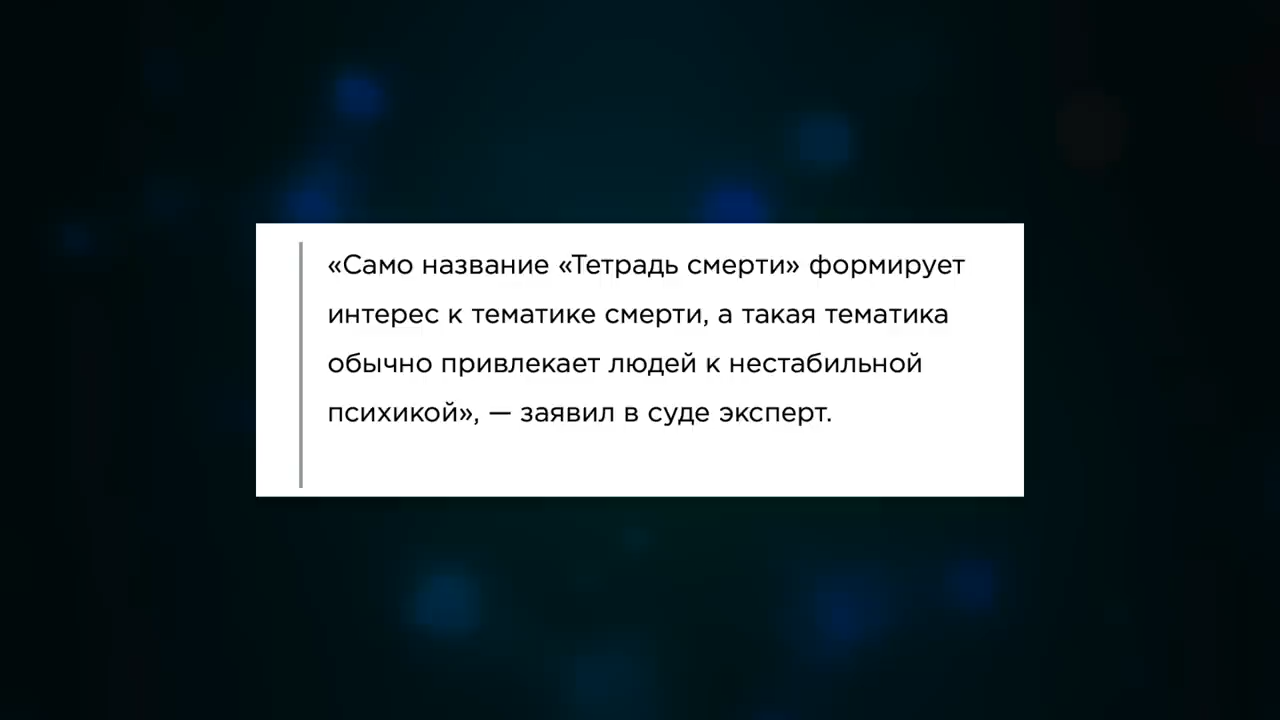 «Само название «Тетрадь смерти» формирует
интерес к тематике смерти, а такая тематика
обычно привлекает людей к нестабильной
психикой», — заявил в суде эксперт.